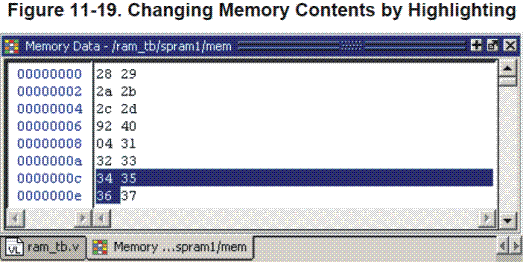 Figure 11-19. Changing Memory Contents by Highlighting
Memory Data - /ram_tb/spram1/mem
00000000 28 29
00000002 2a 2b
00000004 2c 2d
00000006 92 40
00000008 04 31
0000000a 32 33
0000000c 34 35
0000000e 36 37
ram_tb.v Memory ...spram1/mem